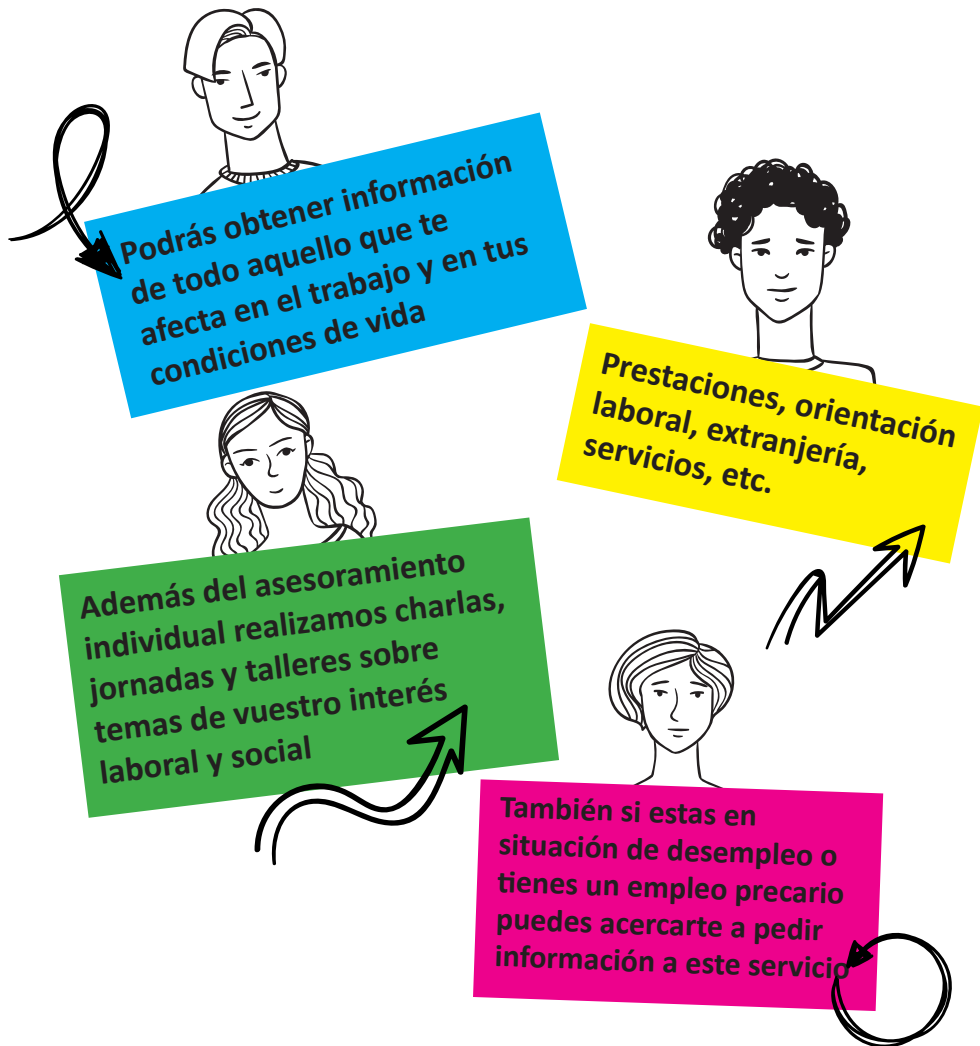 Podrás obtener información
de todo aquello que te
afecta en el trabajo y en tus
condiciones de vida
Prestaciones, orientación
laboral, extranjería,
servicios, etc.
Además del asesoramiento
individual realizamos charlas,
jornadas y talleres sobre
temas de vuestro interés
laboral y social
También si estas en
situación de desempleo o
tienes un empleo precario
puedes acercarte a pedir
información a este servicio